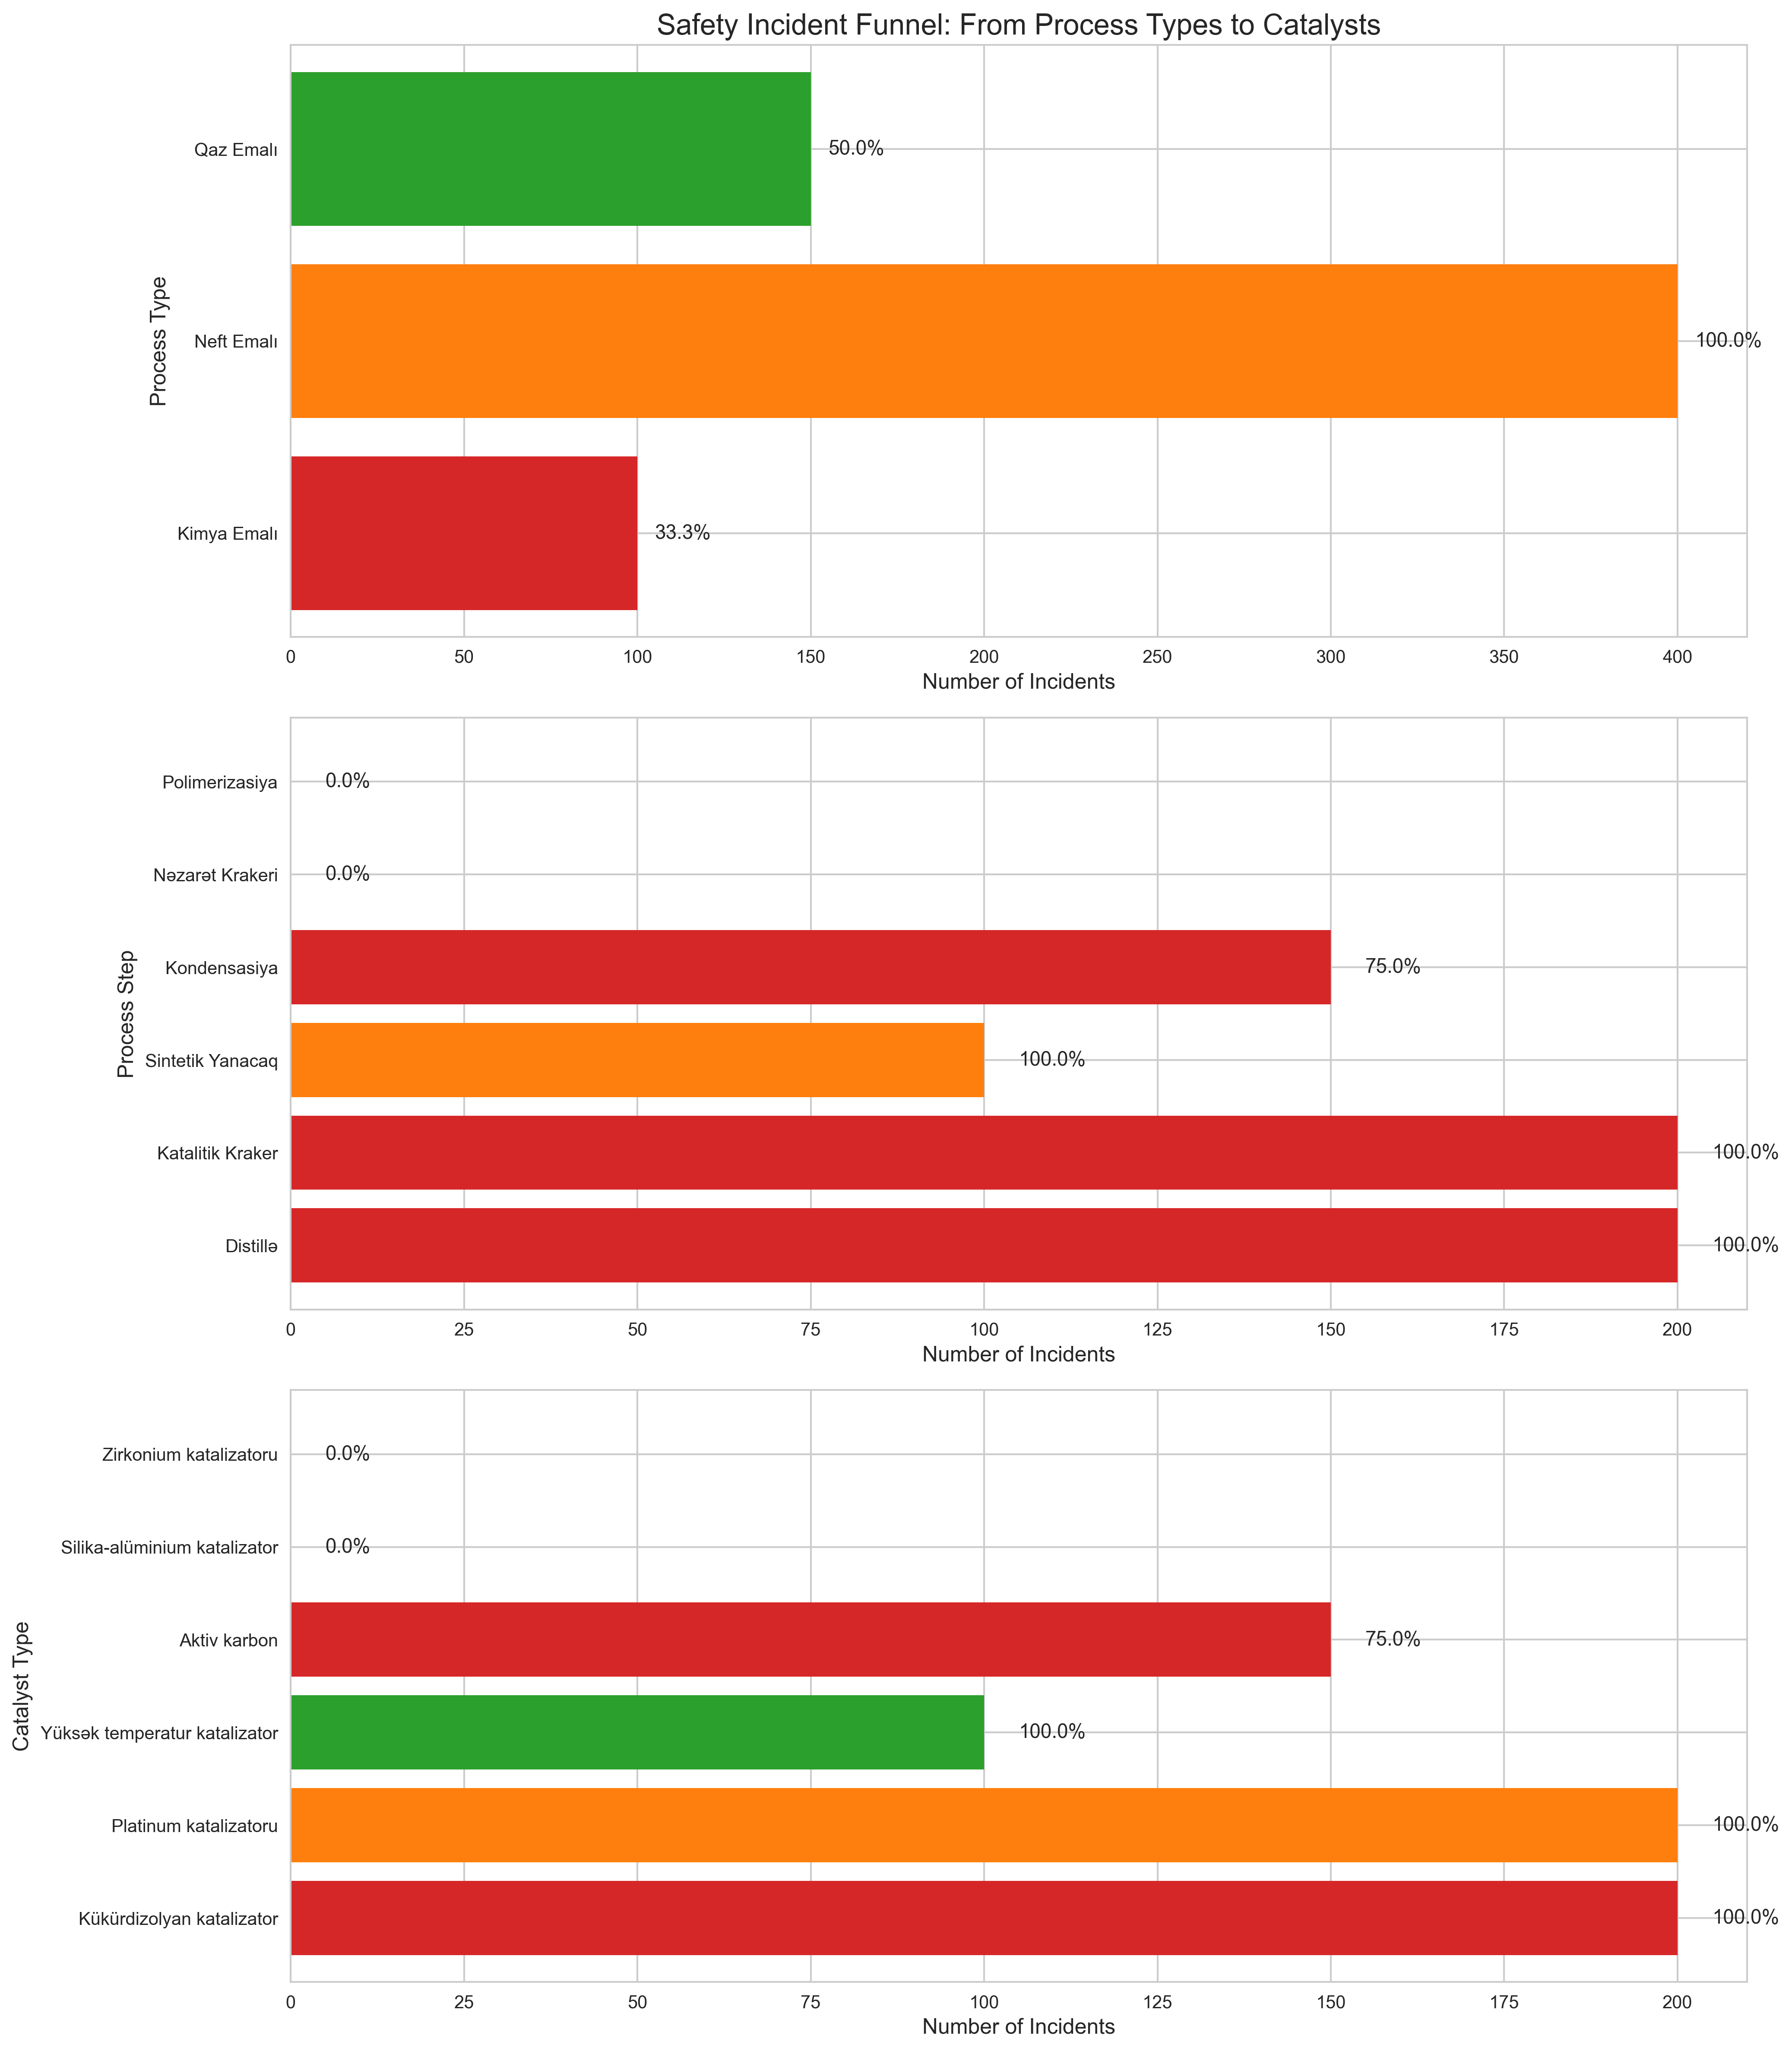 Safety Incident Funnel: From Process Types to Catalysts
Process Type
Qaz Emalı
50.0%
Neft Emalı
100.0%
Kimya Emalı
33.3%
0 50 100 150 200 250 300 350 400
Number of Incidents
Process Step
Polimerizasiya
0.0%
Nəzarət Krakeri
0.0%
Kondensasiya
75.0%
Sintetik Yanacaq
100.0%
Katalitik Kraker
100.0%
Distillə
100.0%
0 25 50 75 100 125 150 175 200
Number of Incidents
Catalyst Type
Zirkonium katalizatoru
0.0%
Silika-alüminium katalizator
0.0%
Aktiv karbon
75.0%
Yüksək temperatur katalizator
100.0%
Platinum katalizatoru
100.0%
Kükürdizolyan katalizator
100.0%
0 25 50 75 100 125 150 175 200
Number of Incidents